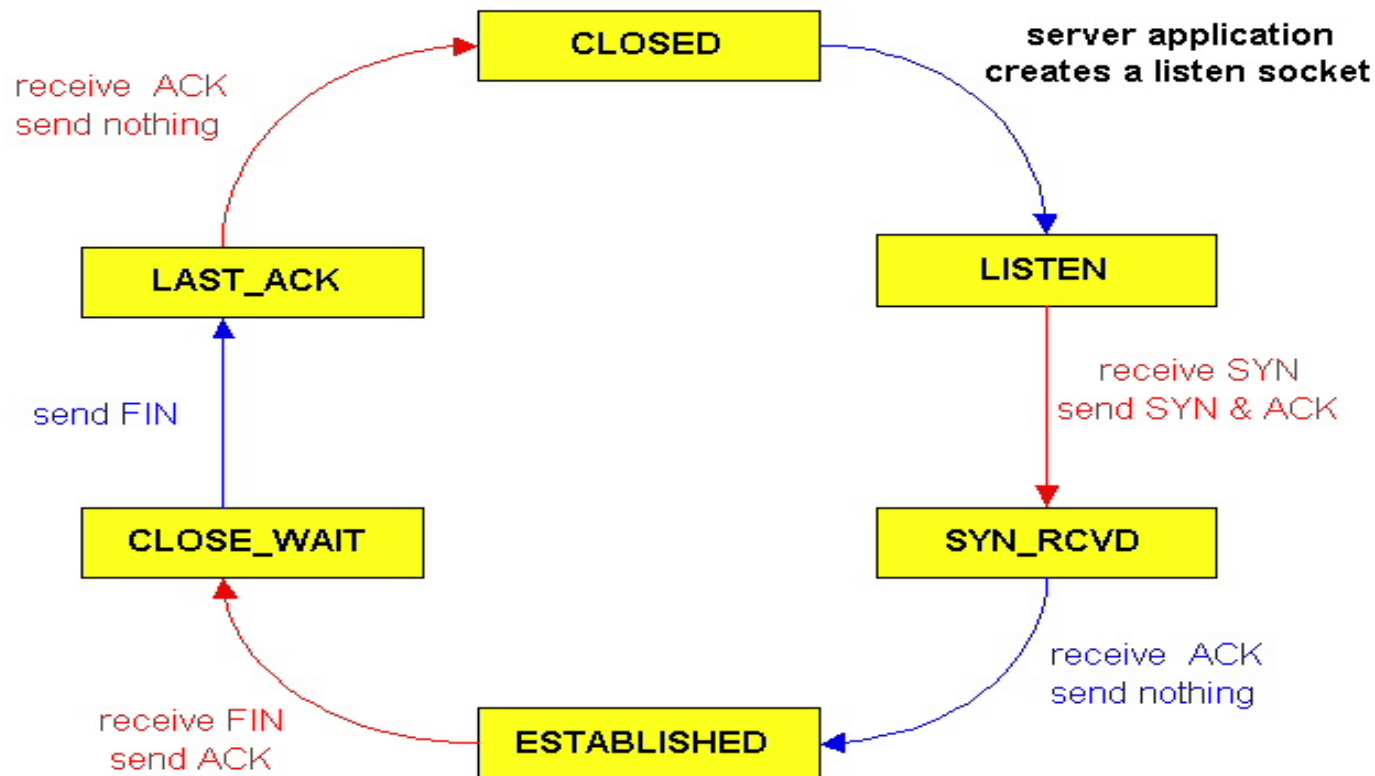 CLOSED
server application
creates a listen socket
receive ACK
send nothing
LAST_ACK
LISTEN
receive SYN
send SYN & ACK
send FIN
CLOSE_WAIT
SYN_RCVD
receive ACK
send nothing
receive FIN
send ACK
ESTABLISHED